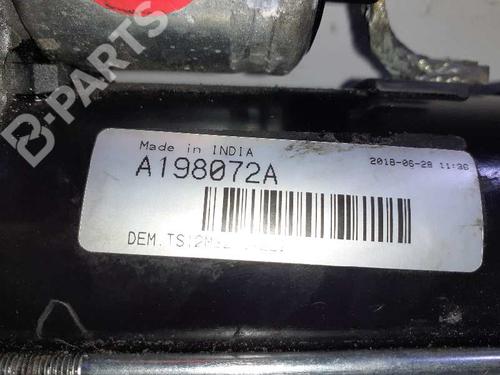 B-PARTS
Made in INDIA
A198072A
2018-06-28 11:36